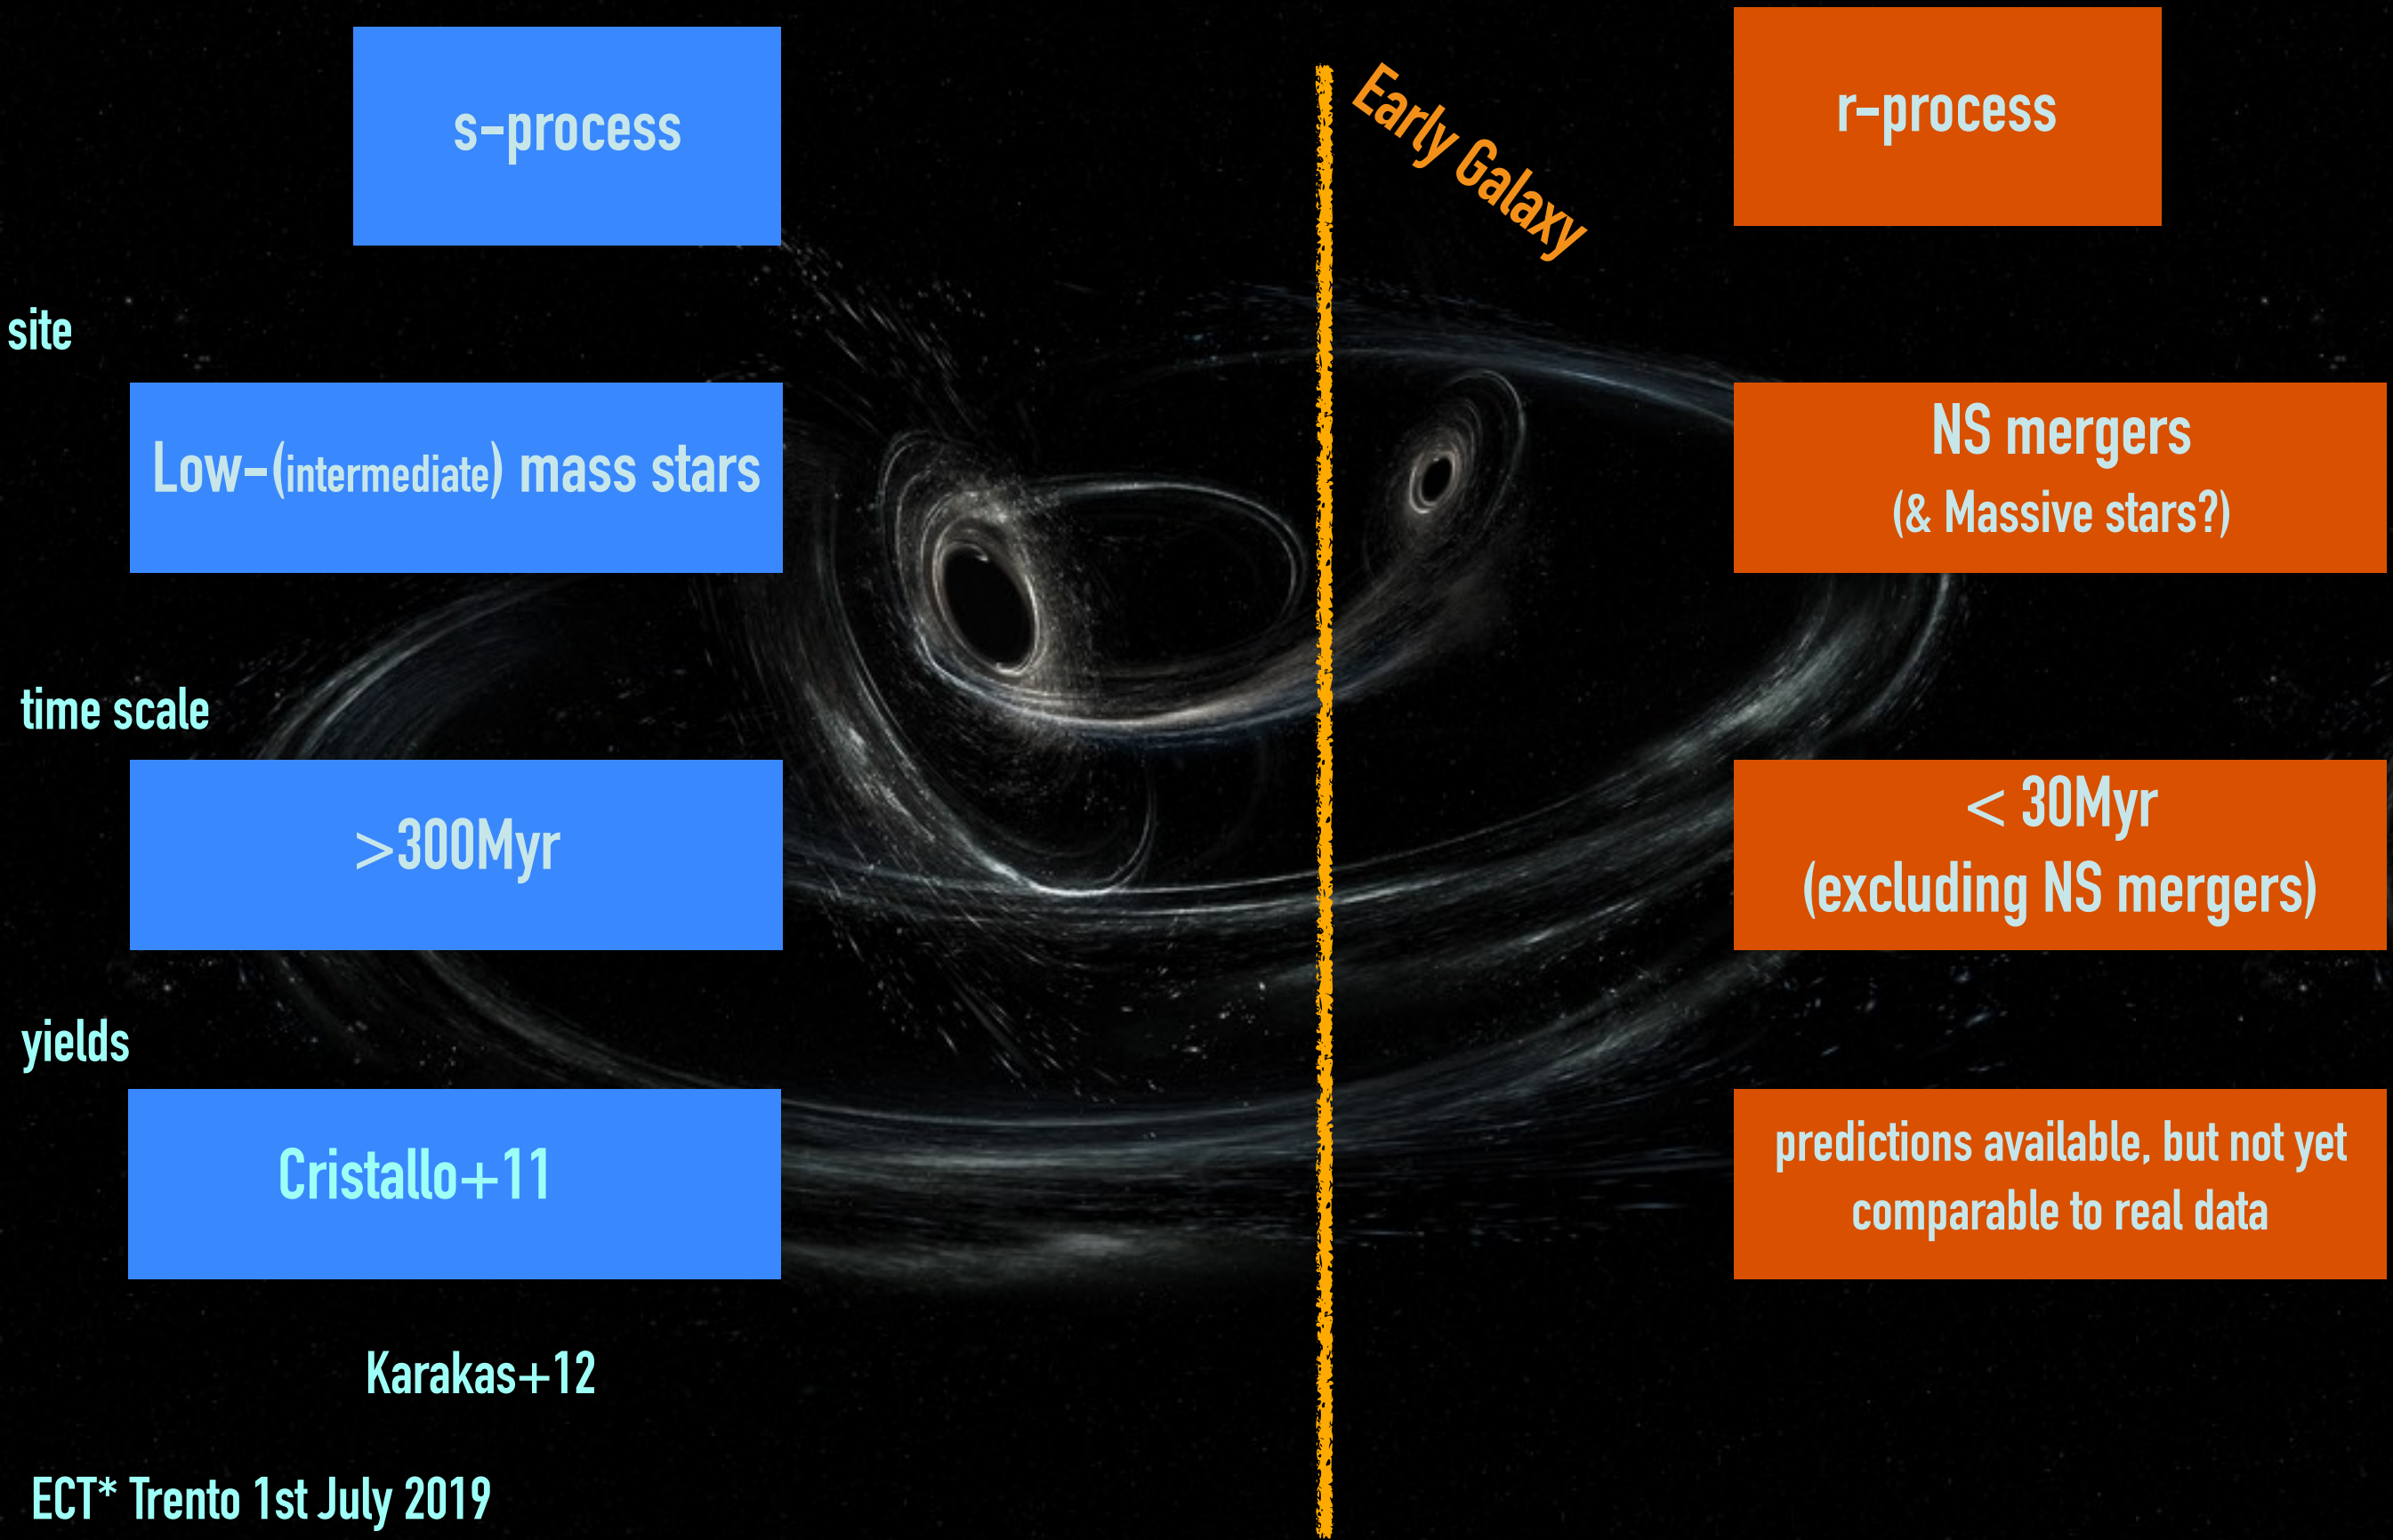 s-process
Early Galaxy
r-process
site
Low-(intermediate) mass stars
NS mergers
(& Massive stars?)
time scale
>300Myr
< 30Myr
(excluding NS mergers)
yields
Cristallo+11
predictions available, but not yet
comparable to real data
Karakas+12
ECT* Trento 1st July 2019